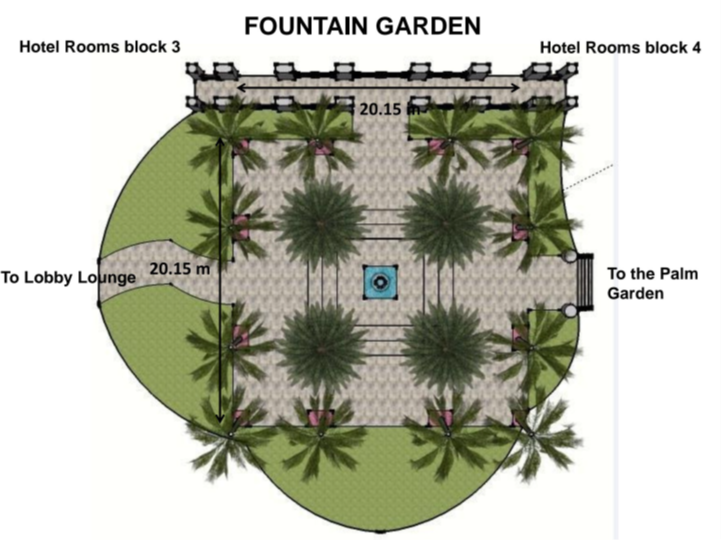 FOUNTAIN GARDEN
Hotel Rooms block 3
Hotel Rooms block 4
20.15 m
To Lobby Lounge
20.15 m
To the Palm
Garden